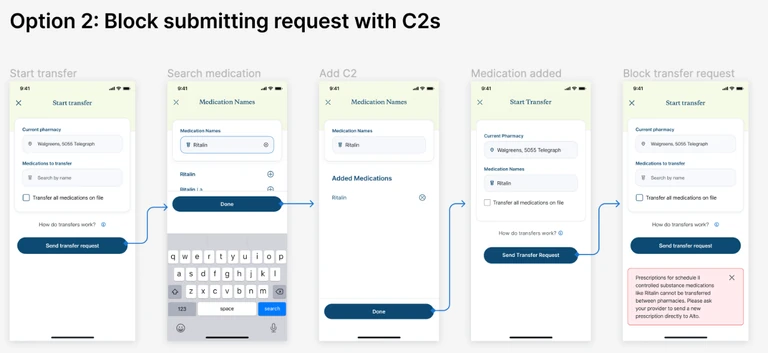 Option 2: Block submitting request with C2s
Start transfer
9:41
Start transfer
Current pharmacy
Walgreens, 5055 Telegraph
Medications to transfer
Search by name
Transfer all medications on file
How do transfers work?
Send transfer request
Search medication
9:41
Medication Names
Medication Names
Ritalin
Ritalin
Ritalin La
Done
q w e r t y u i o p
a s d f g h j k l
z x c v b n m
123
space
search
Add C2
9:41
Medication Names
Medication Names
Ritalin
Added Medications
Ritalin
Done
Medication added
9:41
Start Transfer
Current Pharmacy
Walgreens, 5055 Telegraph
Medication Names
Ritalin
Transfer all medications on file
How do transfers work?
Send Transfer Request
Block transfer request
9:41
Start transfer
Current pharmacy
Walgreens, 5055 Telegraph
Medications to transfer
Search by name
Transfer all medications on file
How do transfers work?
Send transfer request
Prescriptions for schedule II
controlled substance medications
like Ritalin cannot be transferred
between pharmacies. Please ask
your provider to send a new
prescription directly to Alto.